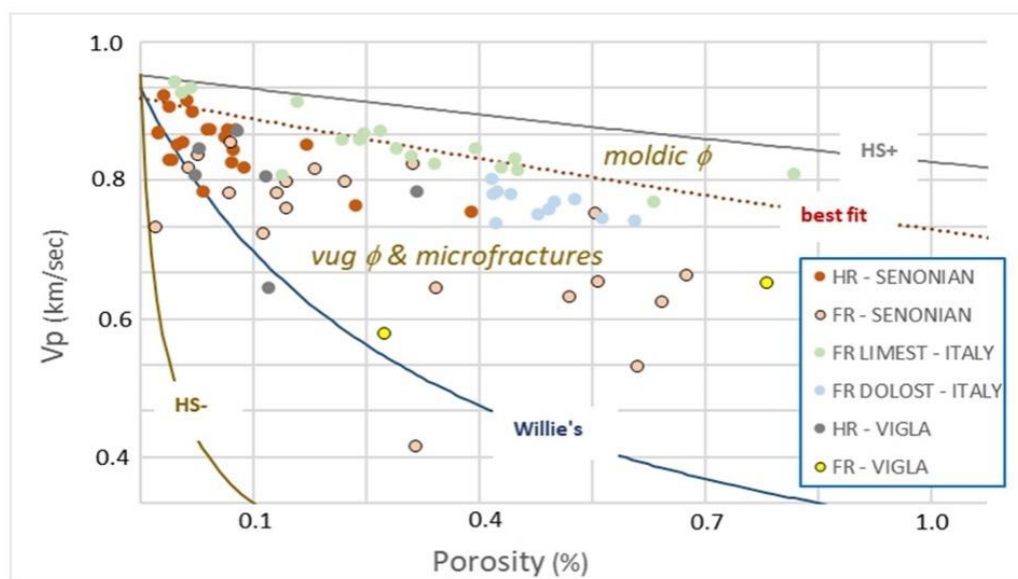 1.0
0.8
0.6
0.4
Vp (km/sec)
0.1
0.4
0.7
1.0
Porosity (%)
moldic ϕ
HS+
best fit
vug ϕ & microfractures
HS-
Willie's
HR - SENONIAN
FR - SENONIAN
FR LIMEST - ITALY
FR DOLOST - ITALY
HR - VIGLA
FR - VIGLA